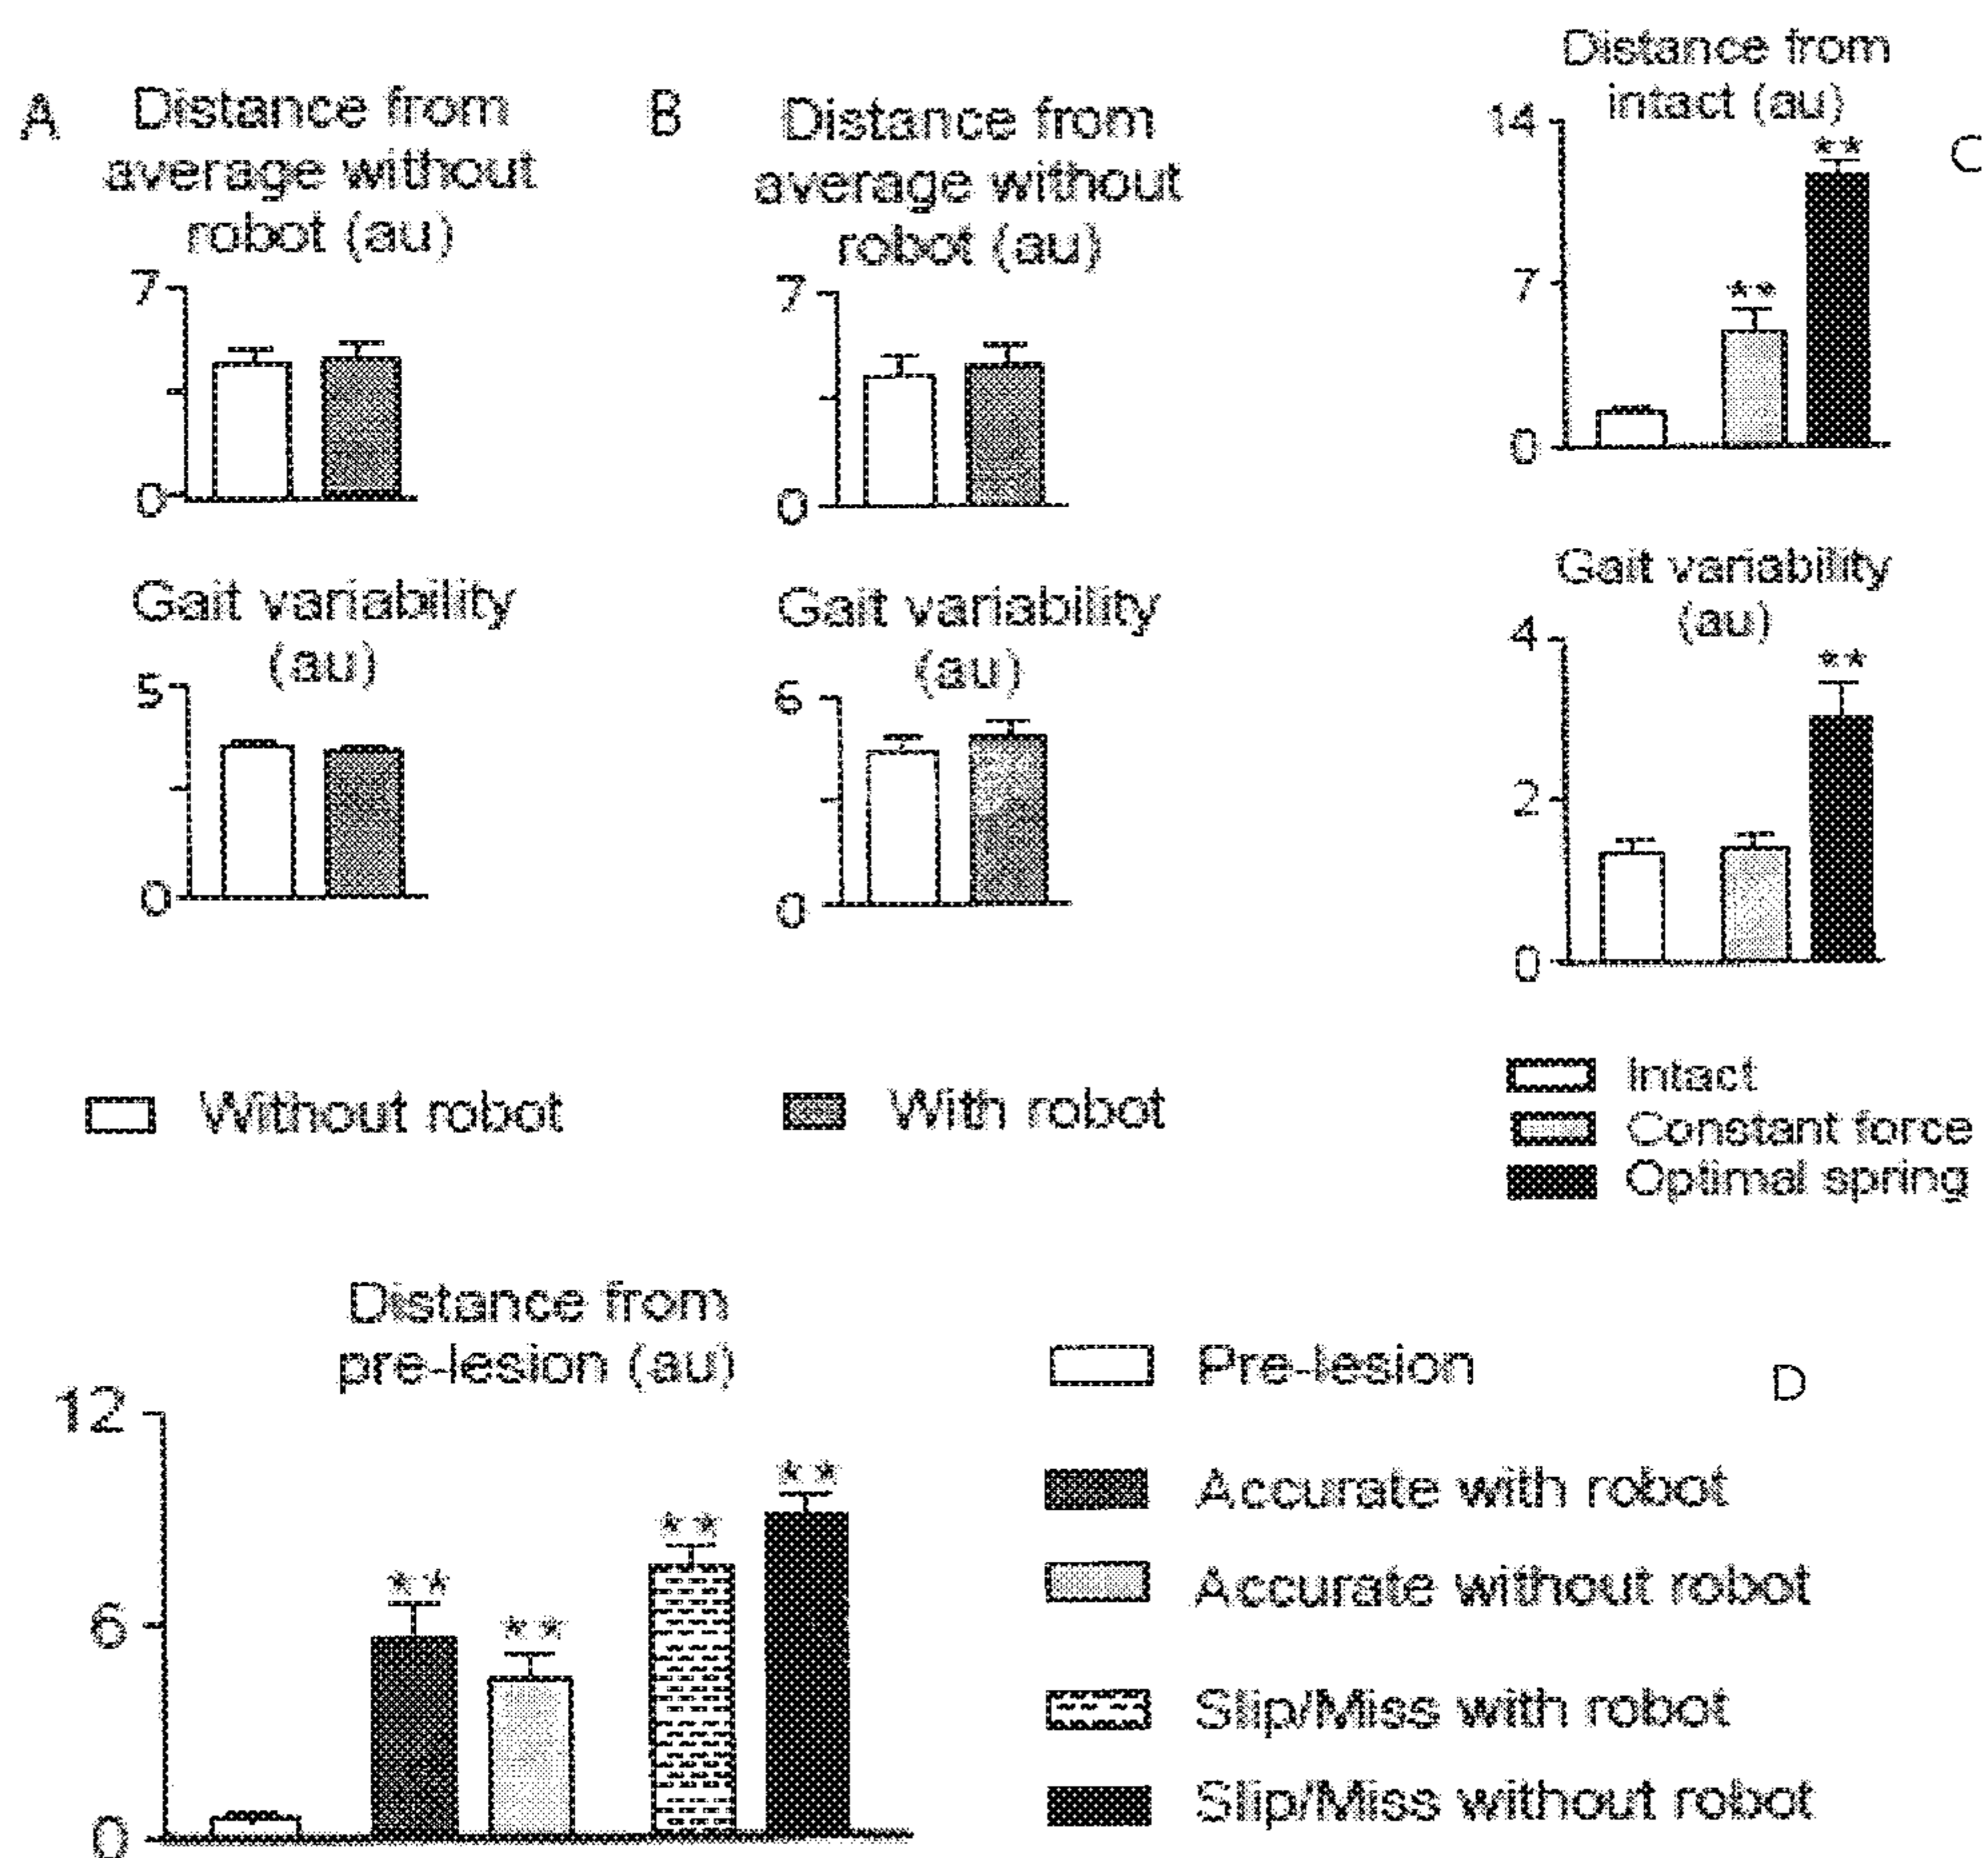 A
Distance from
average without
robot (au)
7
0
Gait variability
(au)
5
0
B
Distance from
average without
robot (au)
7
0
Gait variability
(au)
6
0
Distance from
intact (au)
C
14
**
7
**
0
Gait variability
(au)
4
**
2
0
Without robot
With robot
Intact
Constant force
Optimal spring
Distance from
pre-lesion (au)
12
**
**
**
6
**
0
D
Pre-lesion
Accurate with robot
Accurate without robot
Slip/Miss with robot
Slip/Miss without robot